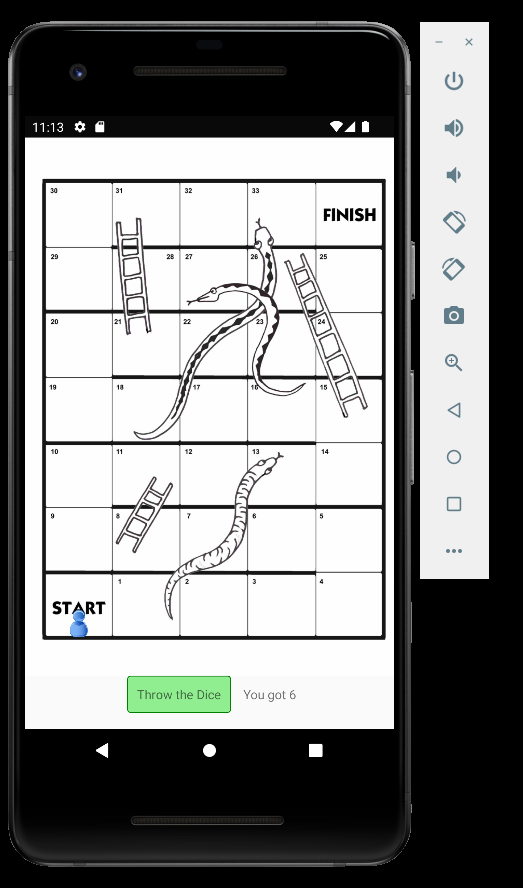 11:13
30 31 32 33 FINISH
29 28 27 26 25
20 21 22 23 24
19 18 17 16 15
10 11 12 13 14
9 8 7 6 5
START 1 2 3 4
Throw the Dice You got 6